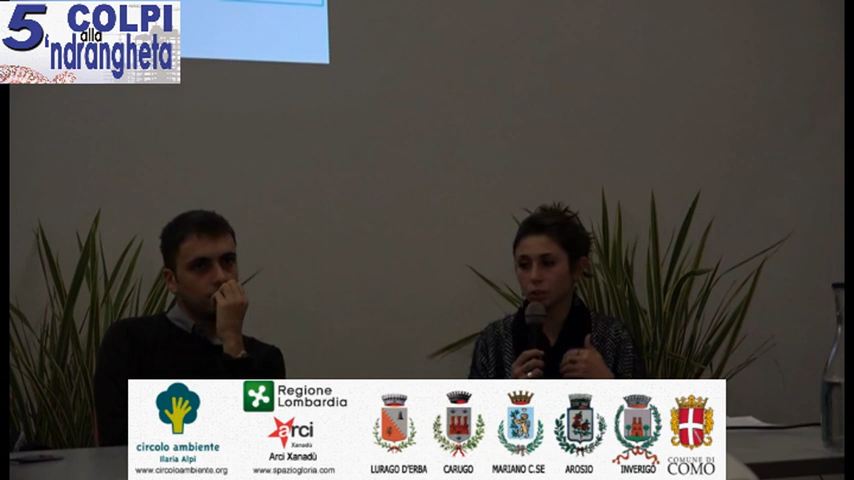 5 COLPI
alla
'ndrangheta
circolo ambiente
Ilaria Alpi
www.circoloambiente.org
Regione
Lombardia
arci
Xanadù
Arci Xanadù
www.spaziogloria.com
LURAGO D'ERBA
CARUGO
MARIANO C.SE
AROSIO
INVERIGO
COMUNE DI
COMO